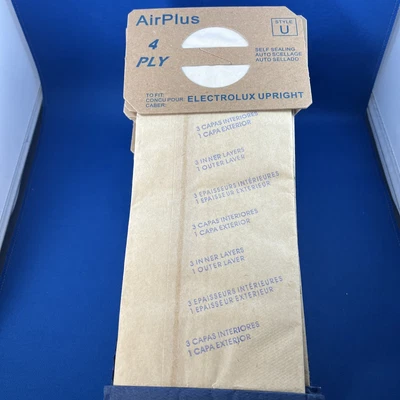 AirPlus
STYLE
U
4
PLY
SELF SEALING
AUTO SCELLAGE
AUTO SELLADO
TO FIT:
CONCU POUR:
CABER:
ELECTROLUX UPRIGHT
3 CAPAS INTERIORES
1 CAPA EXTERIOR
3 INNER LAYERS
1 OUTER LAYER
3 EPAISSEURS INTÉRIEURES
1 EPAISSEUR EXTERIEUR
3 CAPAS INTERIORES
1 CAPA EXTERIOR
3 INNER LAYERS
1 OUTER LAYER
3 EPAISSEURS INTÉRIEURES
1 EPAISSEUR EXTERIEUR
3 CAPAS INTERIORES
1 CAPA EXTERIOR